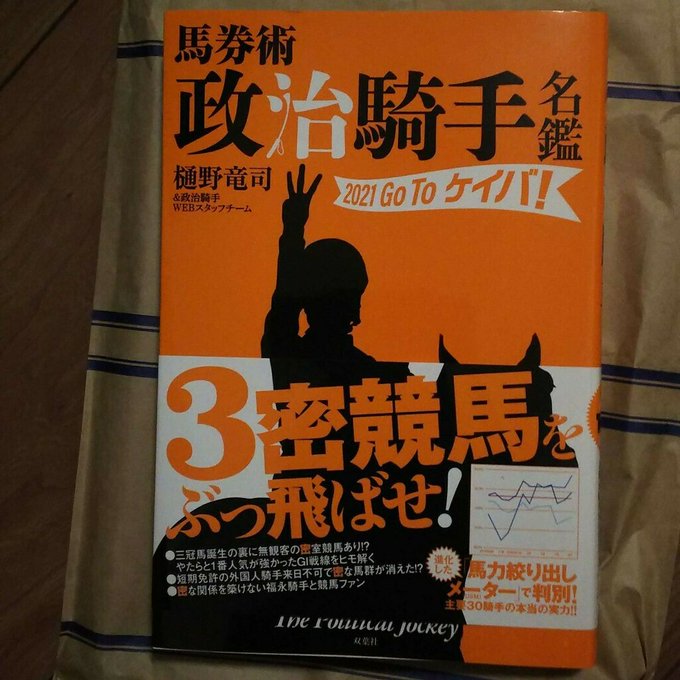 馬券術
政治騎手名鑑
樋野竜司
&政治騎手
WEBスタッフチーム
2021 Go To ケイバ!
3密競馬を
ぶっ飛ばせ!
●三冠馬誕生の裏に無観客の密室競馬あり!?
やたらと1番人気が強かったGI戦線をヒモ解く
●短期免許の外国人騎手来日不可で密な馬群が消えた!?
●密な関係を築けない福永騎手と競馬ファン
進化した
「馬力絞り出し
メーター」で判別!
主要30騎手の本当の実力!!
The Political Jockey
双葉社